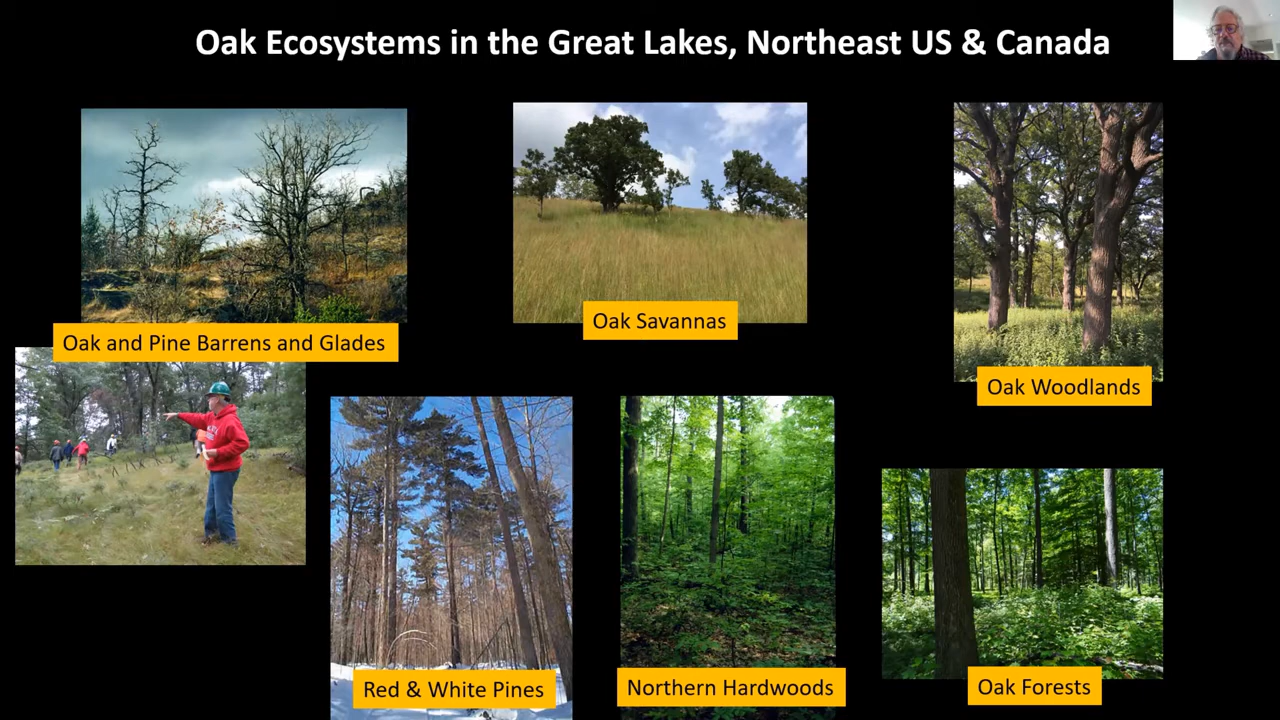 Oak Ecosystems in the Great Lakes, Northeast US & Canada
Oak Savannas
Oak and Pine Barrens and Glades
Oak Woodlands
Red & White Pines
Northern Hardwoods
Oak Forests